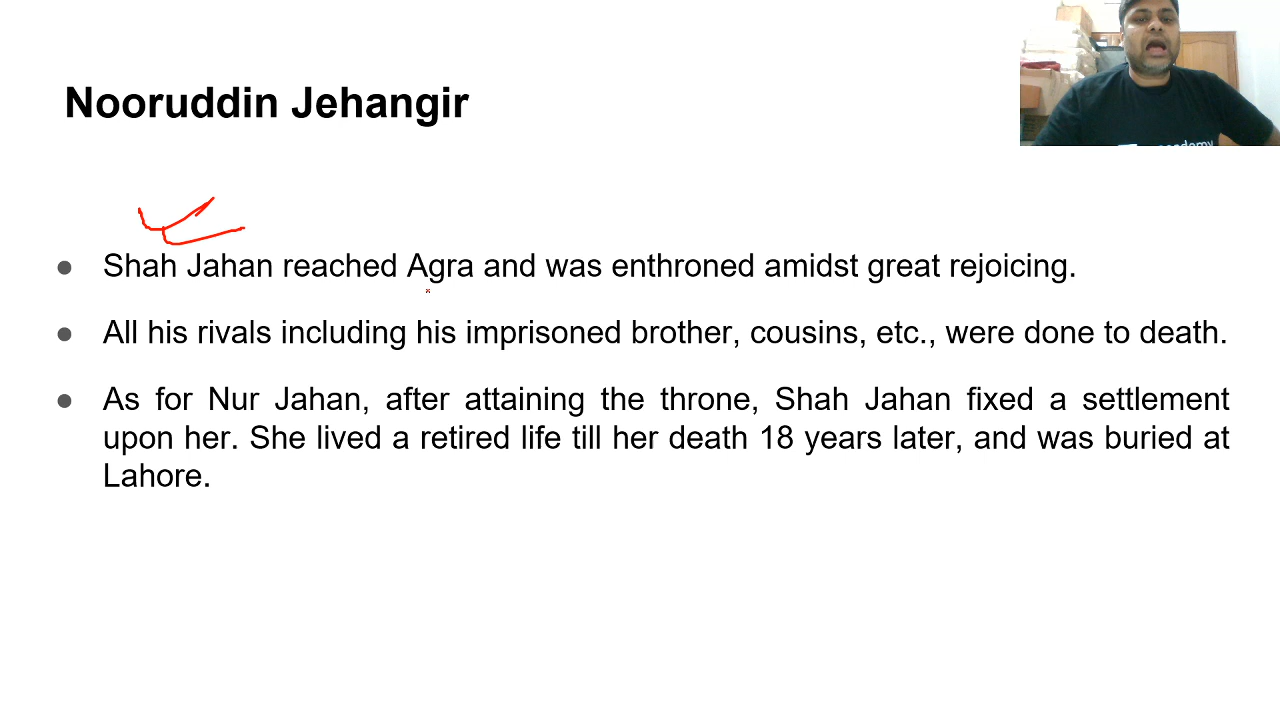 Nooruddin Jehangir
● Shah Jahan reached Agra and was enthroned amidst great rejoicing.
● All his rivals including his imprisoned brother, cousins, etc., were done to death.
● As for Nur Jahan, after attaining the throne, Shah Jahan fixed a settlement
upon her. She lived a retired life till her death 18 years later, and was buried at
Lahore.